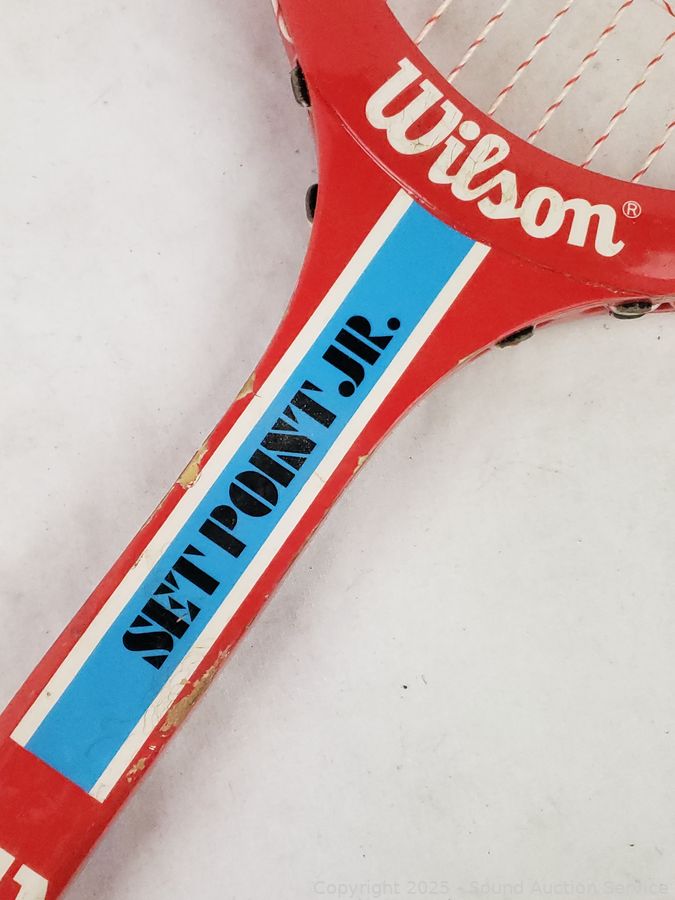 Wilson®
SET POINT JR.
Copyright 2025 - Sound Auction Service